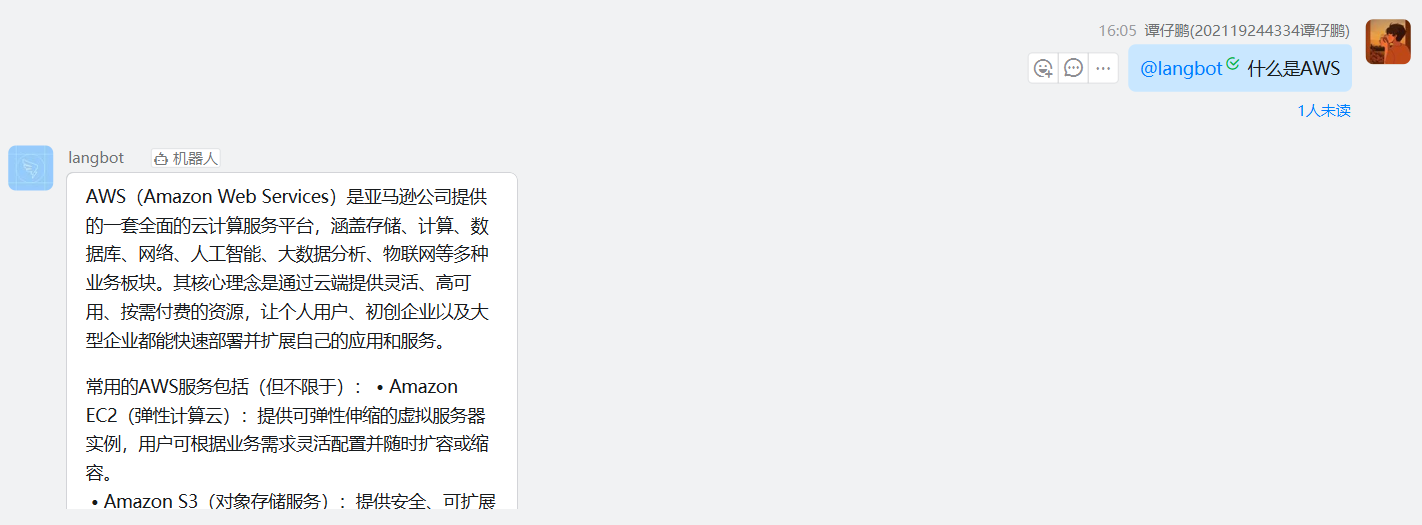 16:05 谭仔鹏(202119244334谭仔鹏)
@langbot 什么是AWS
1人未读
langbot 机器人
AWS（Amazon Web Services）是亚马逊公司提供
的一套全面的云计算服务平台，涵盖存储、计算、数
据库、网络、人工智能、大数据分析、物联网等多种
业务板块。其核心理念是通过云端提供灵活、高可
用、按需付费的资源，让个人用户、初创企业以及大
型企业都能快速部署并扩展自己的应用和服务。
常用的AWS服务包括（但不限于）： • Amazon
EC2（弹性计算云）：提供可弹性伸缩的虚拟服务器
实例，用户可根据业务需求灵活配置并随时扩容或缩
容。
• Amazon S3（对象存储服务）：提供安全、可扩展